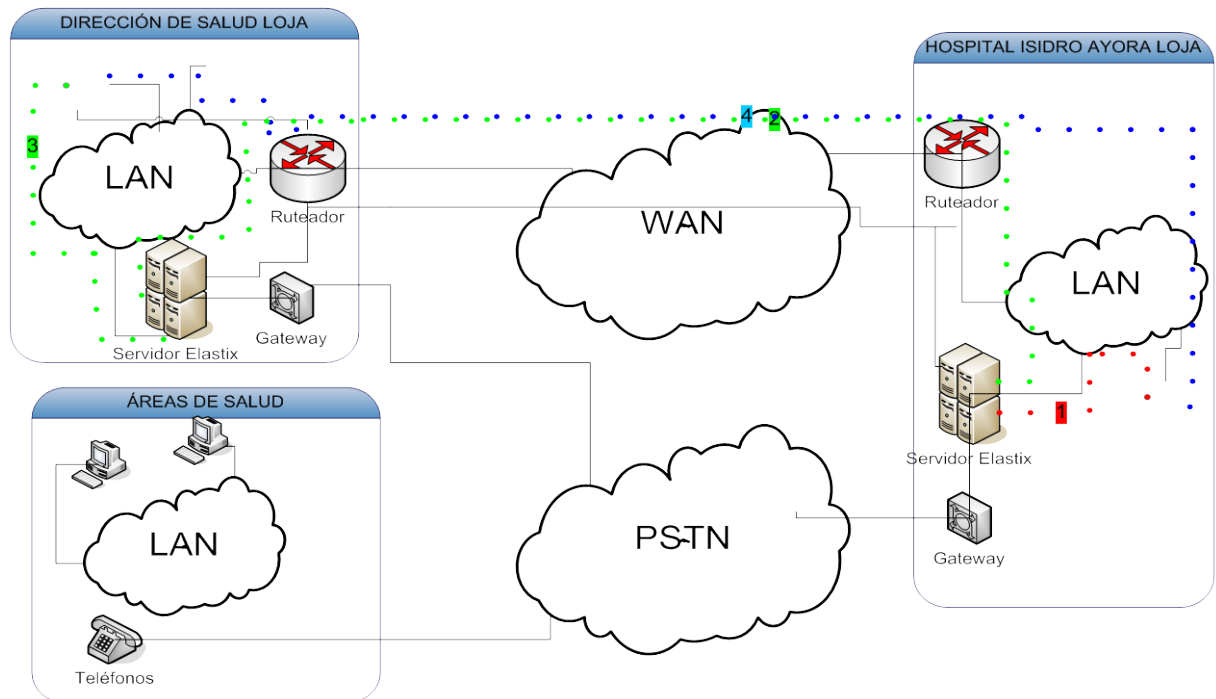 DIRECCIÓN DE SALUD LOJA
3
LAN
Ruteador
Servidor Elastix
Gateway
ÁREAS DE SALUD
LAN
Teléfonos
4
2
WAN
PSTN
HOSPITAL ISIDRO AYORA LOJA
Ruteador
LAN
1
Servidor Elastix
Gateway